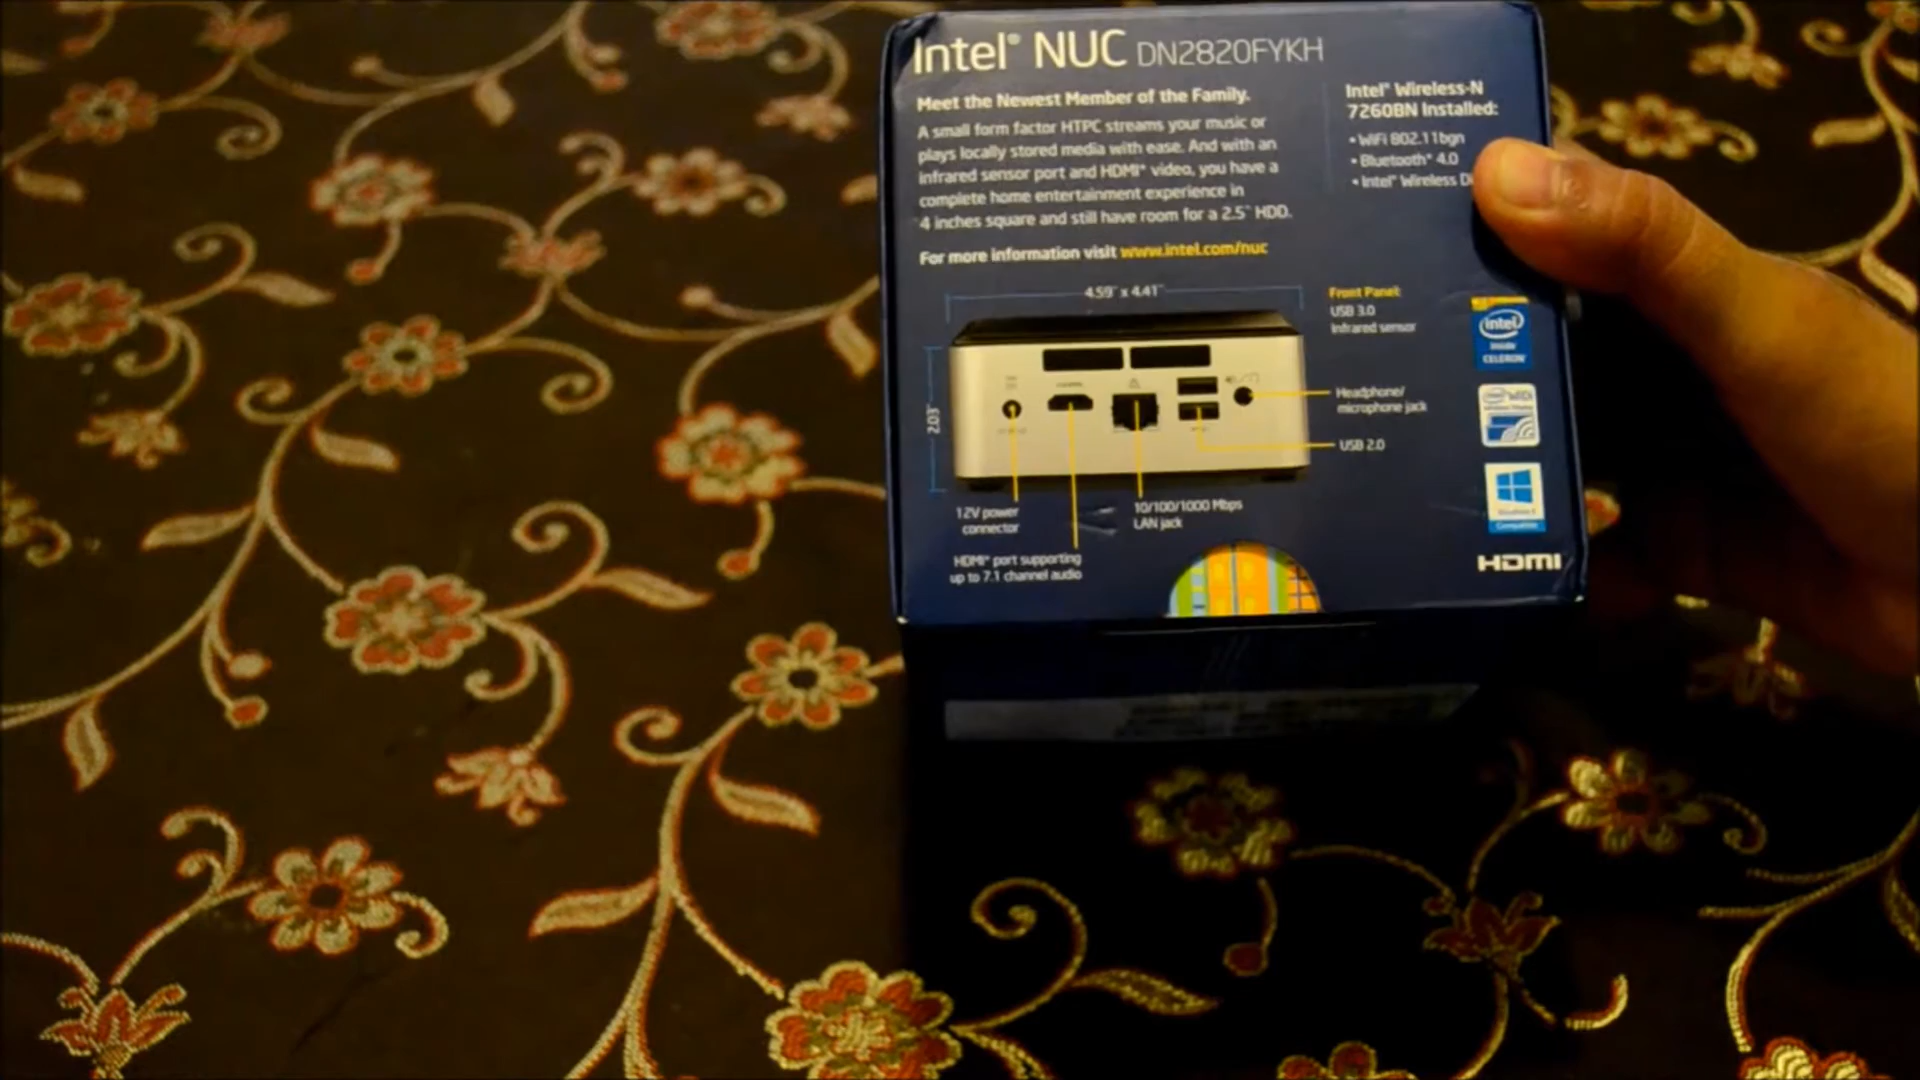 Intel® NUC DN2820FYKH
Meet the Newest Member of the Family.
A small form factor HTPC streams your music or
plays locally stored media with ease. And with an
infrared sensor port and HDMI® video, you have a
complete home entertainment experience in
4 inches square and still have room for a 2.5" HDD.
For more information visit www.intel.com/nuc
Intel® Wireless-N
7260BN Installed:
• WiFi 802.11bgn
• Bluetooth® 4.0
• Intel® Wireless
4.59" x 4.41"
2.03"
Front Panel:
USB 3.0
Infrared sensor
Headphone/
microphone jack
USB 2.0
12V power
connector
10/100/1000 Mbps
LAN jack
HDMI® port supporting
up to 7.1 channel audio
intel
inside
CELERON
Compatible
HDMI